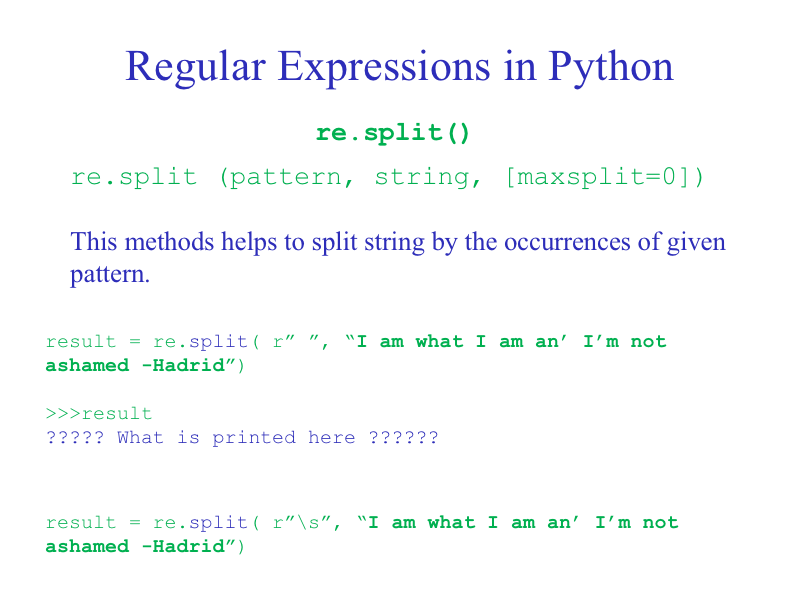 Regular Expressions in Python
re.split()
re.split (pattern, string, [maxsplit=0])
This methods helps to split string by the occurrences of given
pattern.
result = re.split( r” ”, “I am what I am an’ I’m not
ashamed -Hadrid”)
>>>result
????? What is printed here ??????
result = re.split( r”\s”, “I am what I am an’ I’m not
ashamed -Hadrid”)